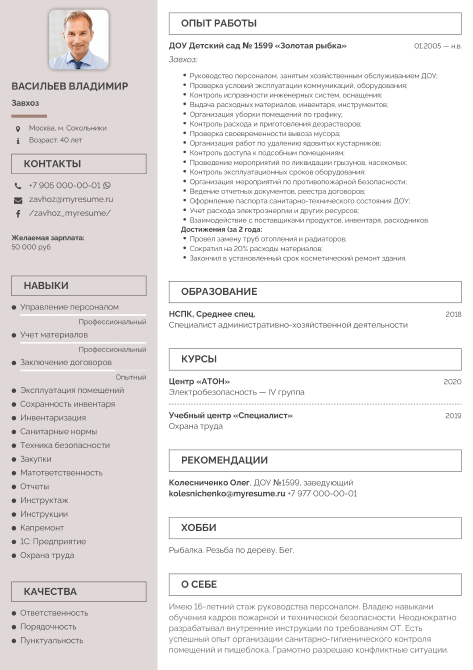 ВАСИЛЬЕВ ВЛАДИМИР
Завхоз
Москва, м. Сокольники
Возраст: 40 лет
КОНТАКТЫ
+7 905 000-00-01
zavhoz@myresume.ru
/zavhoz_myresume/
Желаемая зарплата:
50 000 руб
НАВЫКИ
Управление персоналом
Профессиональный
Учет материалов
Профессиональный
Заключение договоров
Опытный
Эксплуатация помещений
Сохранность инвентаря
Инвентаризация
Санитарные нормы
Техника безопасности
Закупки
Матответственность
Отчеты
Инструктаж
Инструкции
Капремонт
1С: Предприятие
Охрана труда
КАЧЕСТВА
Ответственность
Порядочность
Пунктуальность
ОПЫТ РАБОТЫ
ДОУ Детский сад № 1599 «Золотая рыбка» 01.2005 — н.в.
Завхоз:
Руководство персоналом, занятым хозяйственным обслуживанием ДОУ;
Проверка условий эксплуатации коммуникаций, оборудования;
Контроль исправности инженерных систем, оснащения;
Выдача расходных материалов, инвентаря, инструментов;
Организация уборки помещений по графику;
Контроль расхода и приготовления дезрастворов;
Проверка своевременности вывоза мусора;
Организация работ по удалению ядовитых кустарников;
Контроль доступа к подсобным помещениям;
Проведение мероприятий по ликвидации грызунов, насекомых;
Контроль эксплуатационных сроков оборудования;
Организация мероприятий по противопожарной безопасности;
Ведение отчетных документов, реестра договоров;
Оформление паспорта санитарно-технического состояния ДОУ;
Учет расхода электроэнергии и других ресурсов;
Взаимодействие с поставщиками продуктов, инвентаря, расходников.
Достижения (за 2 года:
Провел замену труб отопления и радиаторов.
Сократил на 20% расходы материалов;
Закончил в установленный срок косметический ремонт здания.
ОБРАЗОВАНИЕ
НСПК, Среднее спец. 2018
Специалист административно-хозяйственной деятельности
КУРСЫ
Центр «АТОН» 2020
Электробезопасность — IV группа
Учебный центр «Специалист» 2019
Охрана труда
РЕКОМЕНДАЦИИ
Колесниченко Олег, ДОУ №1599, заведующий
kolesnichenko@myresume.ru +7 977 000-00-01
ХОББИ
Рыбалка. Резьба по дереву. Бег.
О СЕБЕ
Имею 16-летний стаж руководства персоналом. Владею навыками
обучения кадров пожарной и технической безопасности. Неоднократно
разрабатывал внутренние инструкции по требованиям ОТ. Есть
успешный опыт организации санитарно-гигиенического контроля
помещений и пищеблока. Грамотно разрешаю конфликтные ситуации.